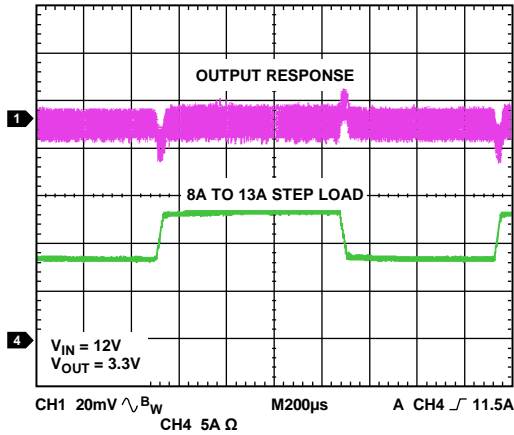 OUTPUT RESPONSE
1
8A TO 13A STEP LOAD
4
VIN = 12V
VOUT = 3.3V
CH1 20mV ∿ BW M200µs A CH4 ⨍ 11.5A
CH4 5A Ω